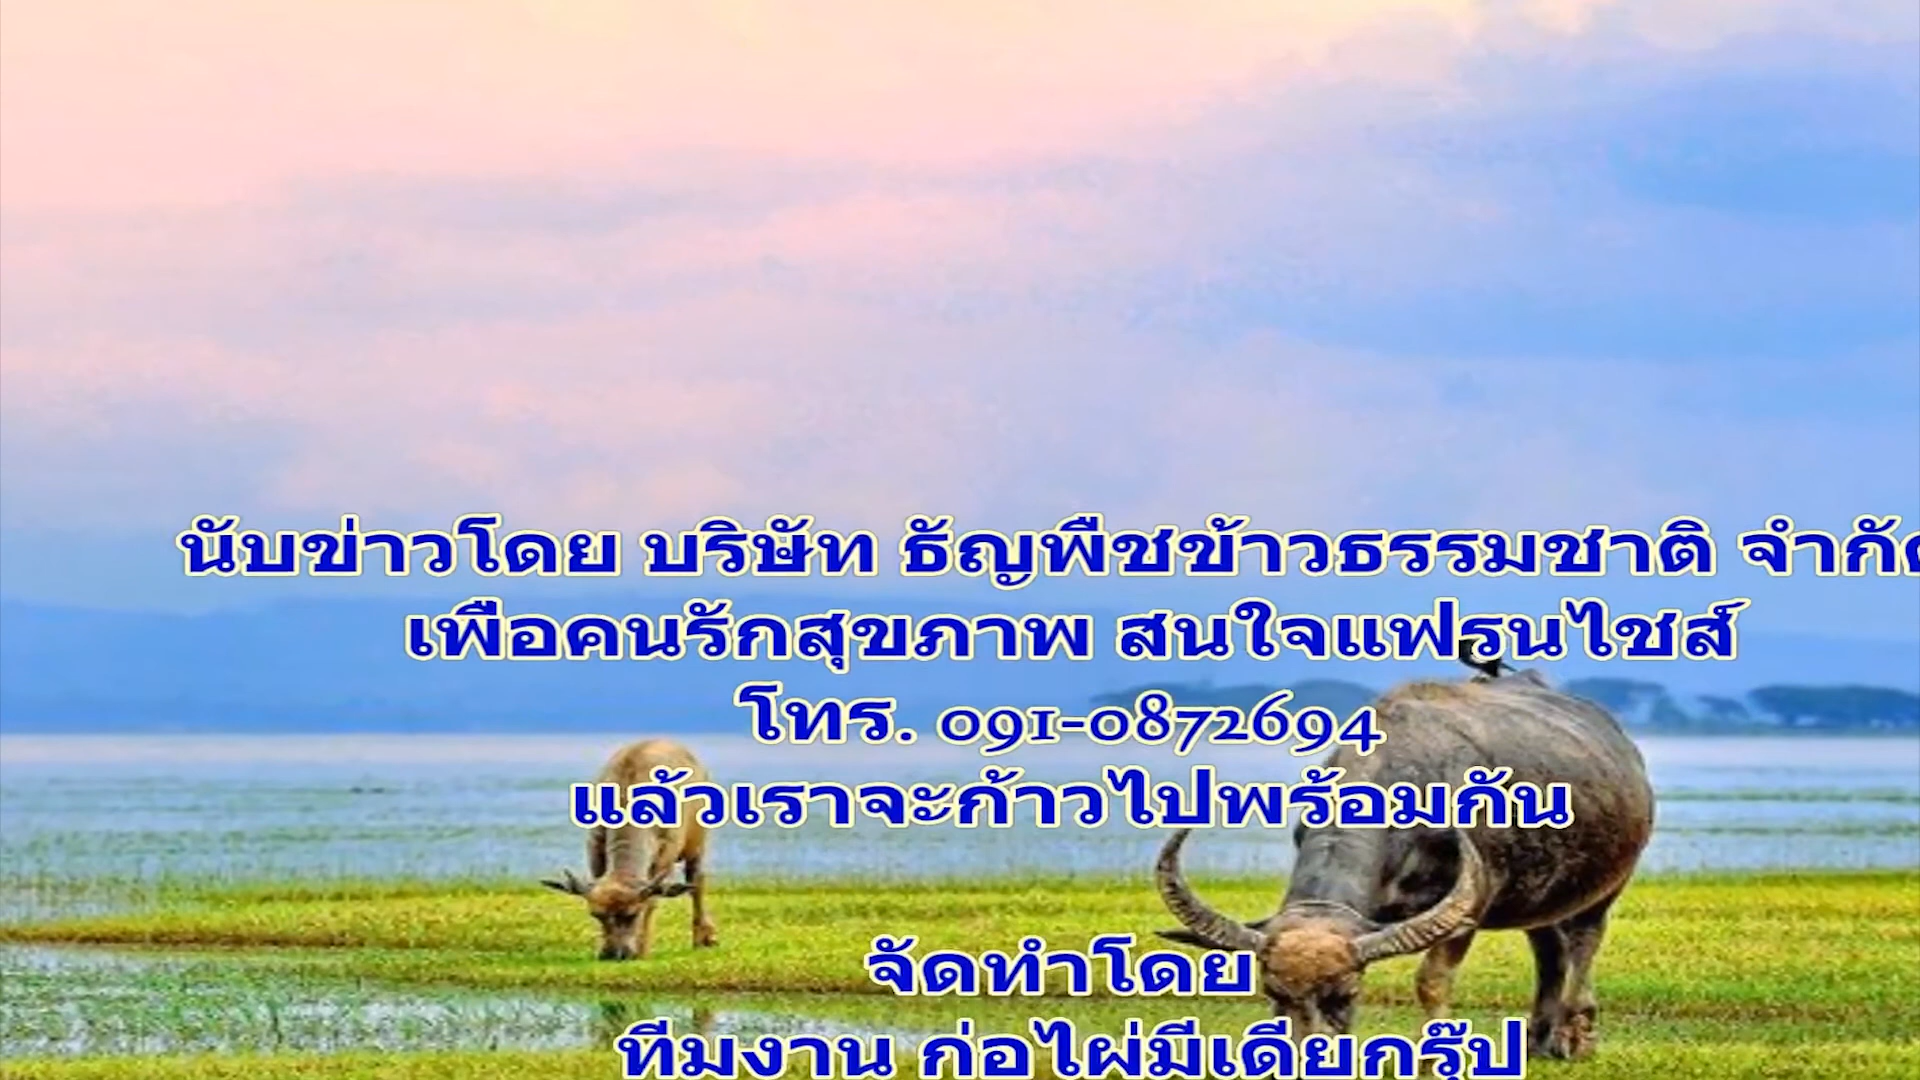 นับข่าวโดย บริษัท ธัญพืชข้าวธรรมชาติ จำกัด
เพื่อคนรักสุขภาพ สนใจแฟรนไชส์
โทร. 091-0872694
แล้วเราจะก้าวไปพร้อมกัน
จัดทำโดย
ทีมงาน ก่อไผ่มีเดียกรุ๊ป